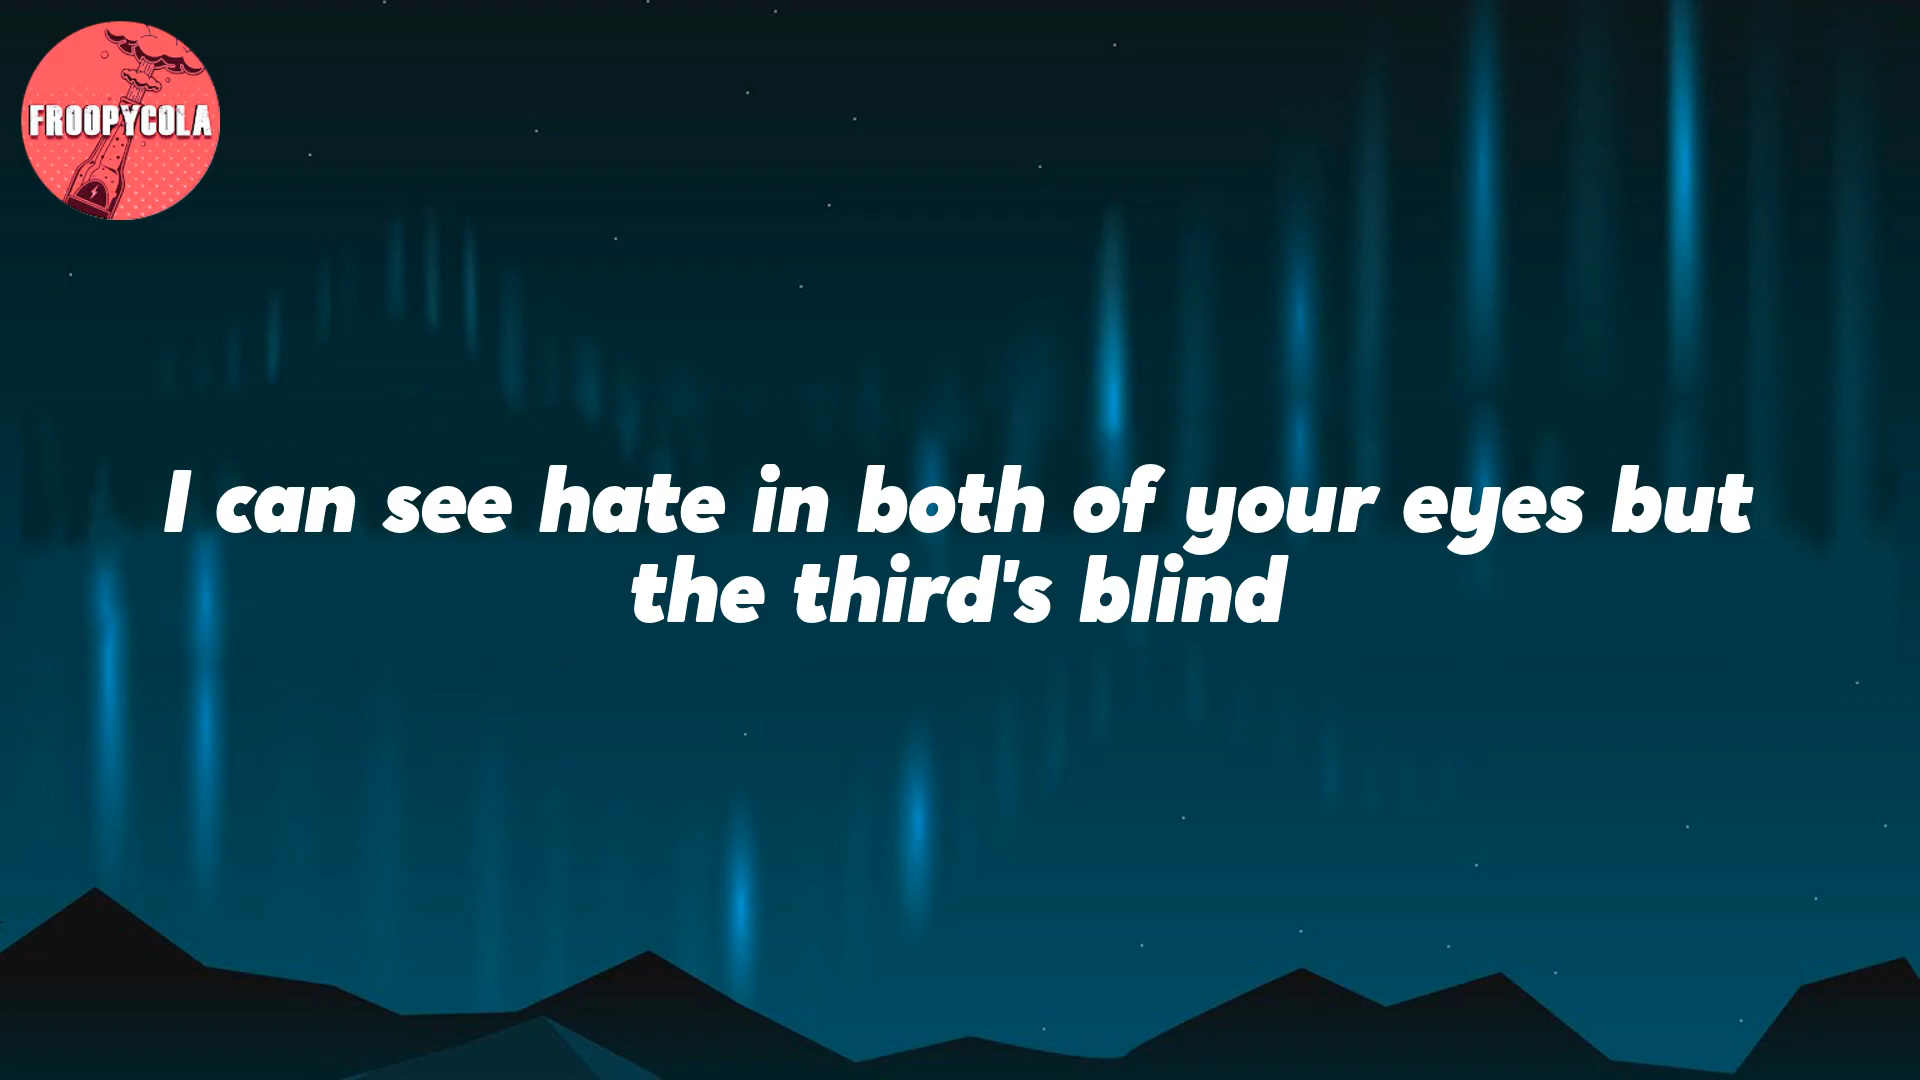 FROOPYCOLA
I can see hate in both of your eyes but
the third's blind